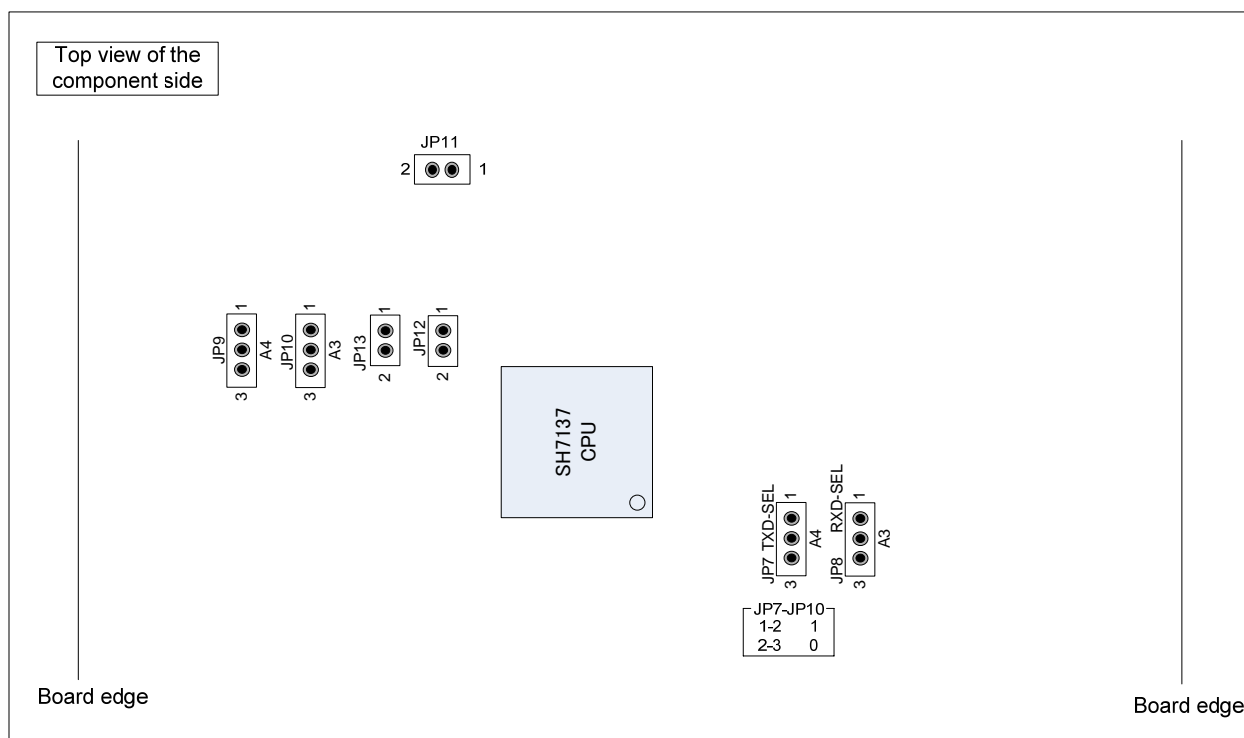 Top view of the
component side
JP11
2
1
1
JP9
A4
3
1
JP10
A3
3
1
JP13
2
1
JP12
2
SH7137
CPU
1
JP7 TXD-SEL
A4
3
1
JP8 RXD-SEL
A3
3
JP7-JP10
1-2 1
2-3 0
Board edge
Board edge